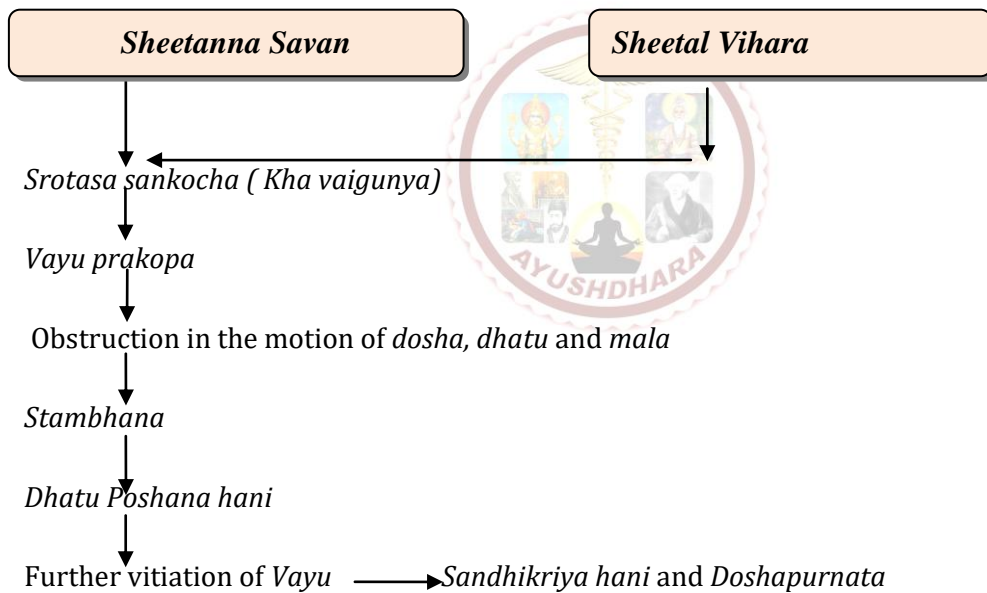 Sheetanna Savan
Sheetal Vihara
Srotasa sankocha ( Kha vaigunya)
Vayu prakopa
Obstruction in the motion of dosha, dhatu and mala
Stambhana
Dhatu Poshana hani
Further vitiation of Vayu Sandhikriya hani and Doshapurnata
AYUSHDHARA